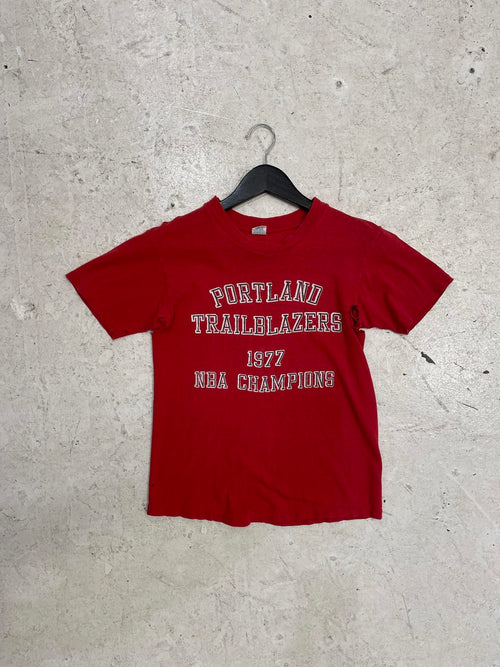 PORTLAND
TRAILBLAZERS
1977
NBA CHAMPIONS